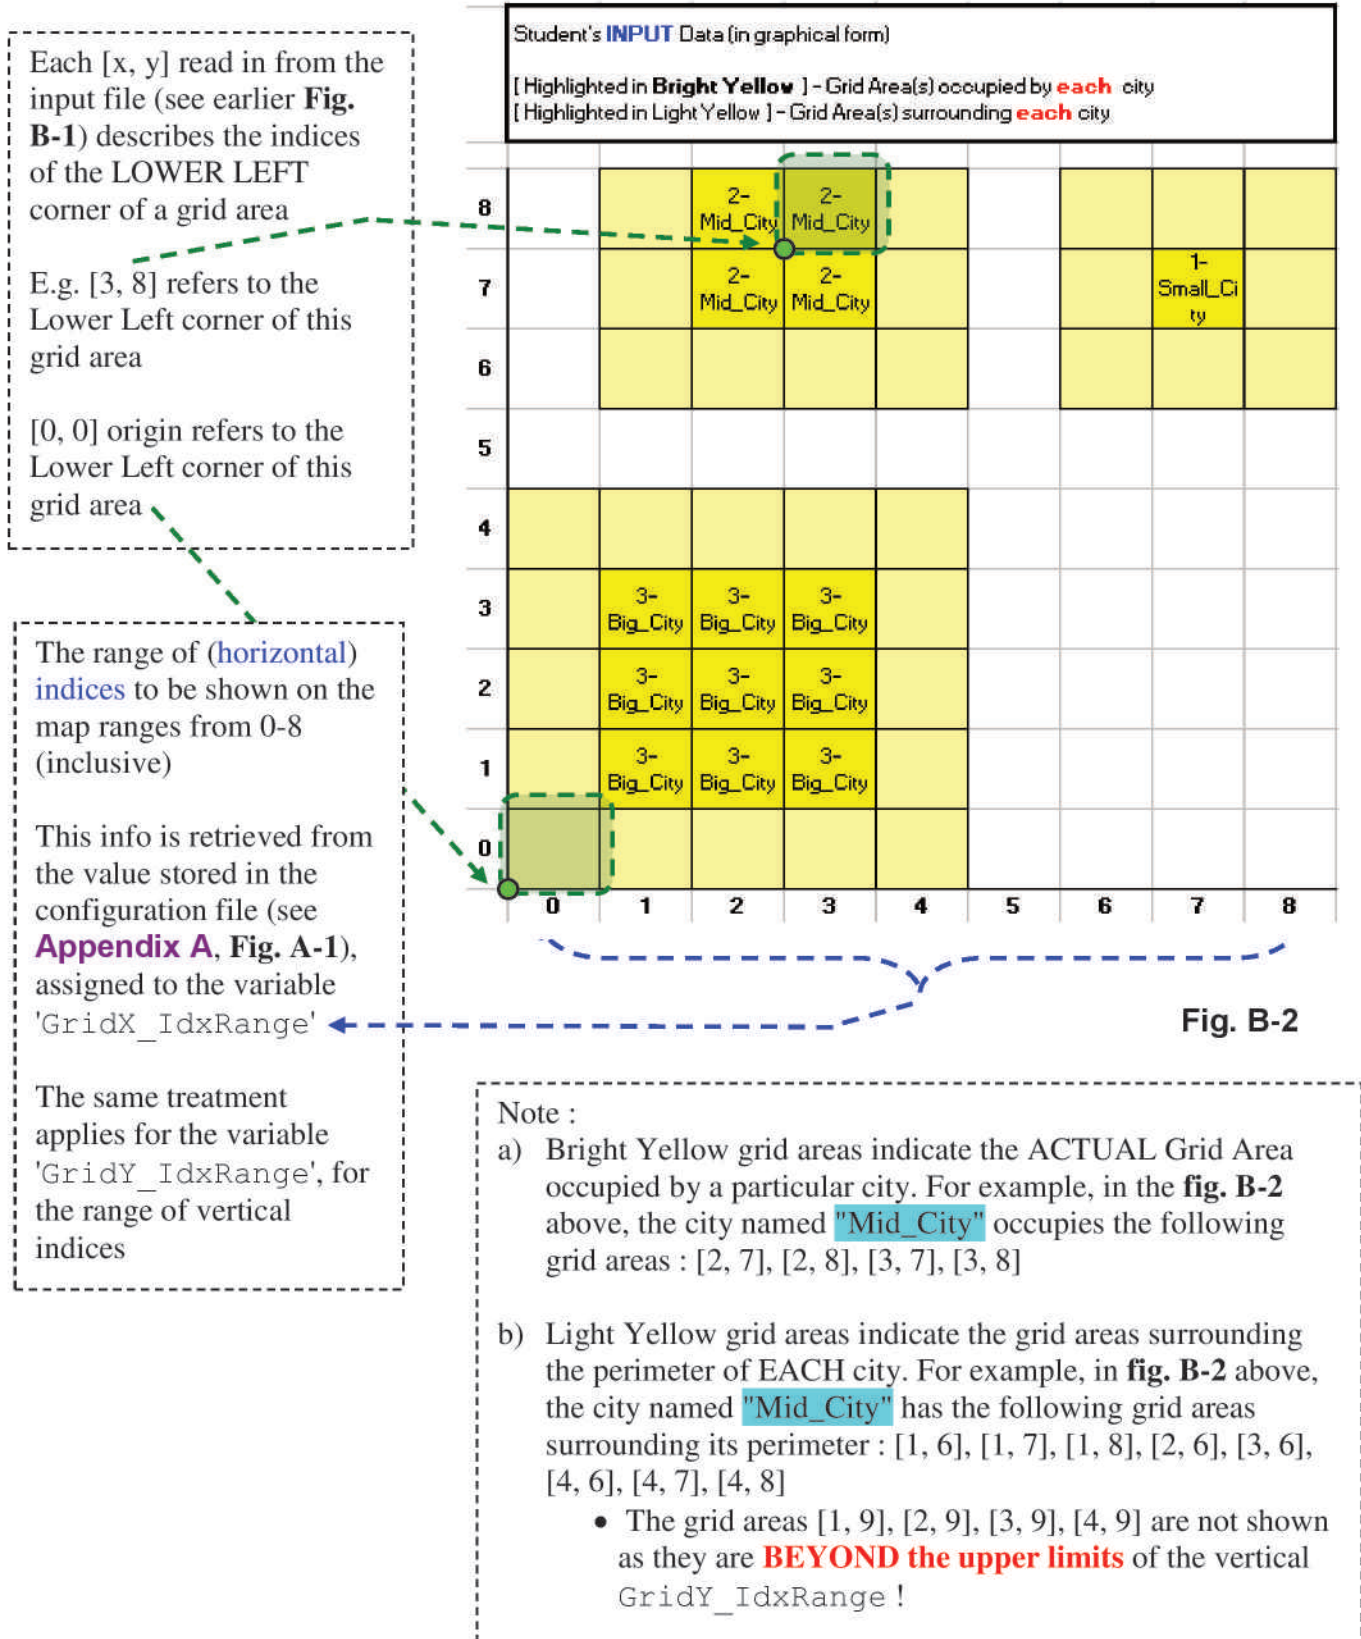 Student's INPUT Data (in graphical form)
[ Highlighted in Bright Yellow ] - Grid Area(s) occupied by each city
[ Highlighted in Light Yellow ] - Grid Area(s) surrounding each city
Each [x, y] read in from the
input file (see earlier Fig.
B-1) describes the indices
of the LOWER LEFT
corner of a grid area
E.g. [3, 8] refers to the
Lower Left corner of this
grid area
[0, 0] origin refers to the
Lower Left corner of this
grid area
The range of (horizontal)
indices to be shown on the
map ranges from 0-8
(inclusive)
This info is retrieved from
the value stored in the
configuration file (see
Appendix A, Fig. A-1),
assigned to the variable
'GridX_IdxRange'
The same treatment
applies for the variable
'GridY_IdxRange', for
the range of vertical
indices
8
2-
Mid_City
2-
Mid_City
7
2-
Mid_City
2-
Mid_City
1-
Small_Ci
ty
6
5
4
3
3-
Big_City
3-
Big_City
3-
Big_City
2
3-
Big_City
3-
Big_City
3-
Big_City
1
3-
Big_City
3-
Big_City
3-
Big_City
0
0 1 2 3 4 5 6 7 8
Fig. B-2
Note :
a) Bright Yellow grid areas indicate the ACTUAL Grid Area
occupied by a particular city. For example, in the fig. B-2
above, the city named "Mid_City" occupies the following
grid areas : [2, 7], [2, 8], [3, 7], [3, 8]
b) Light Yellow grid areas indicate the grid areas surrounding
the perimeter of EACH city. For example, in fig. B-2 above,
the city named "Mid_City" has the following grid areas
surrounding its perimeter : [1, 6], [1, 7], [1, 8], [2, 6], [3, 6],
[4, 6], [4, 7], [4, 8]
• The grid areas [1, 9], [2, 9], [3, 9], [4, 9] are not shown
as they are BEYOND the upper limits of the vertical
GridY_IdxRange !